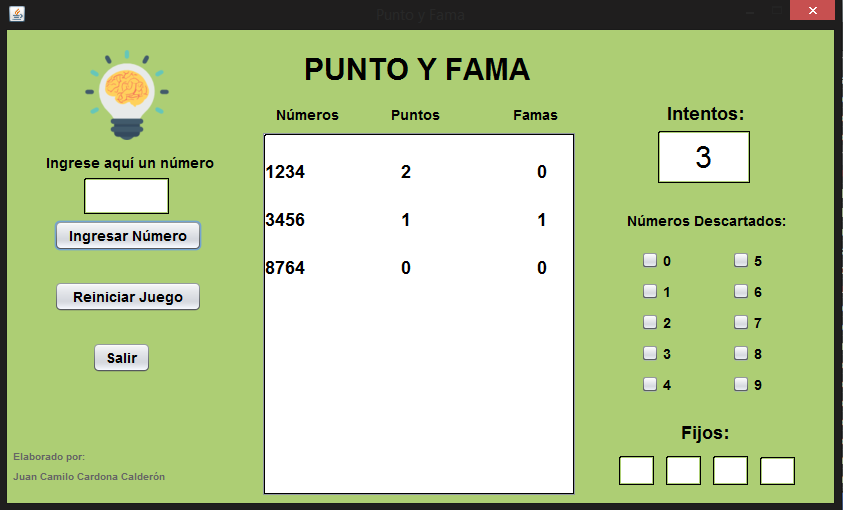 Punto y Fama
PUNTO Y FAMA
Números Puntos Famas
1234 2 0
3456 1 1
8764 0 0
Ingrese aquí un número
Ingresar Número
Reiniciar Juego
Salir
Elaborado por:
Juan Camilo Cardona Calderón
Intentos:
3
Números Descartados:
0 5
1 6
2 7
3 8
4 9
Fijos: